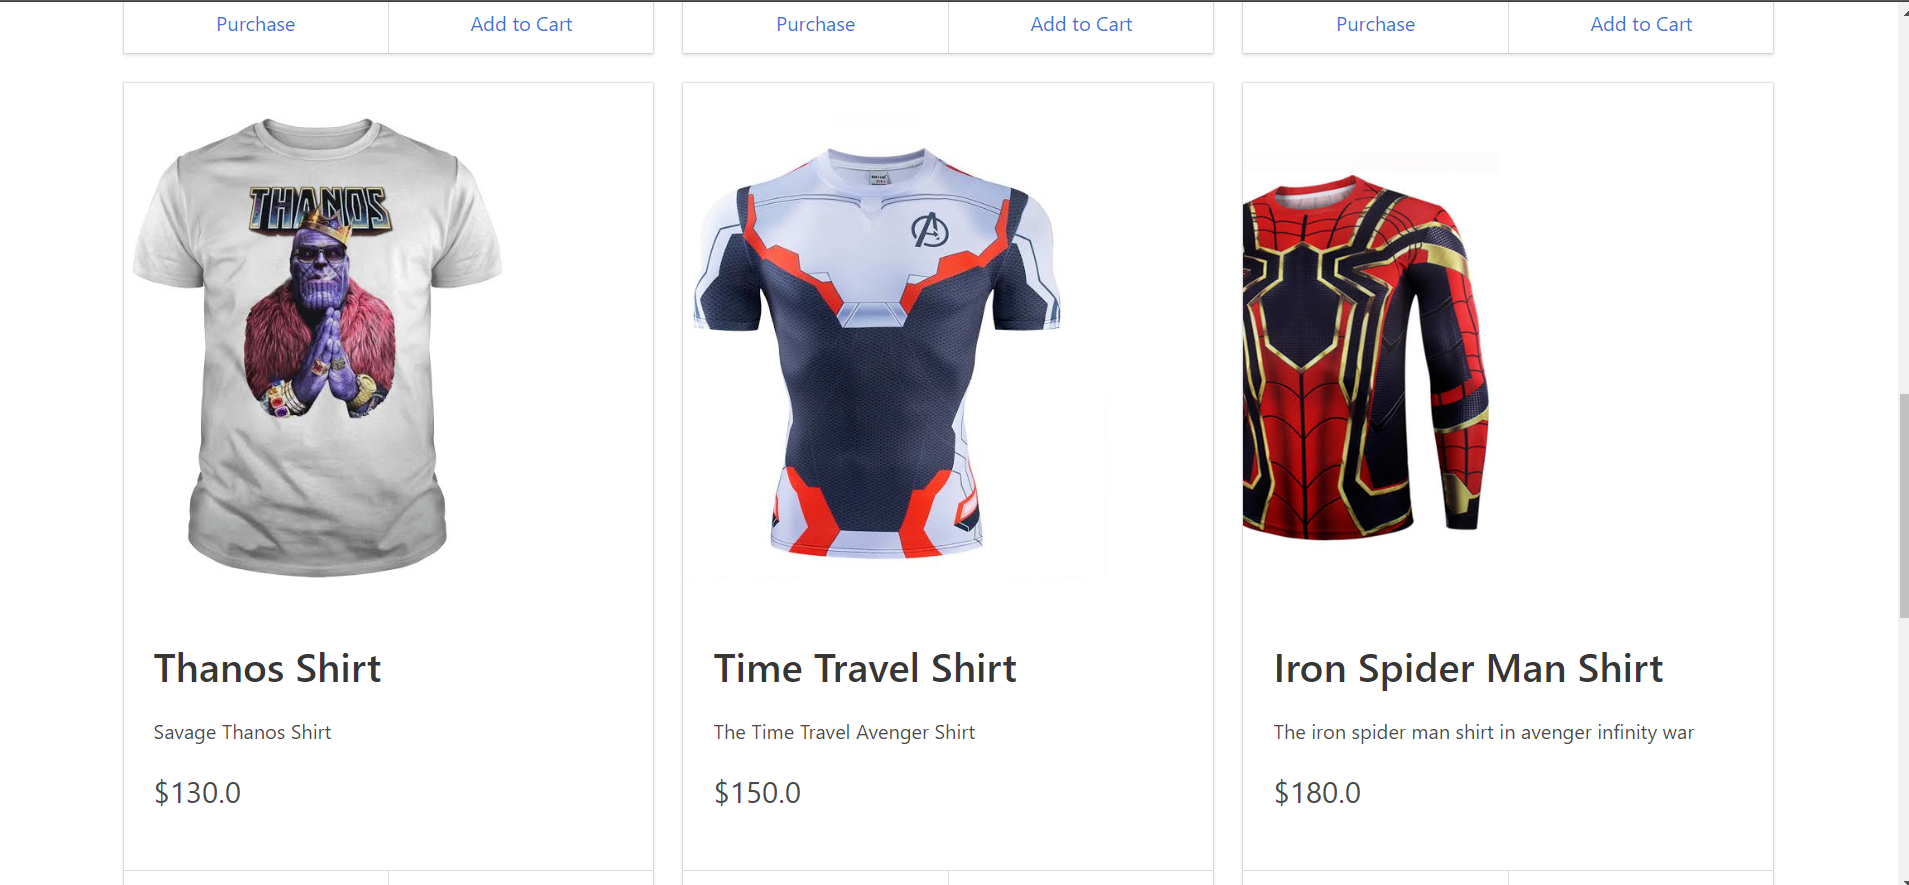 Purchase Add to Cart Purchase Add to Cart Purchase Add to Cart
THANOS
Thanos Shirt
Savage Thanos Shirt
$130.0
Time Travel Shirt
The Time Travel Avenger Shirt
$150.0
Iron Spider Man Shirt
The iron spider man shirt in avenger infinity war
$180.0